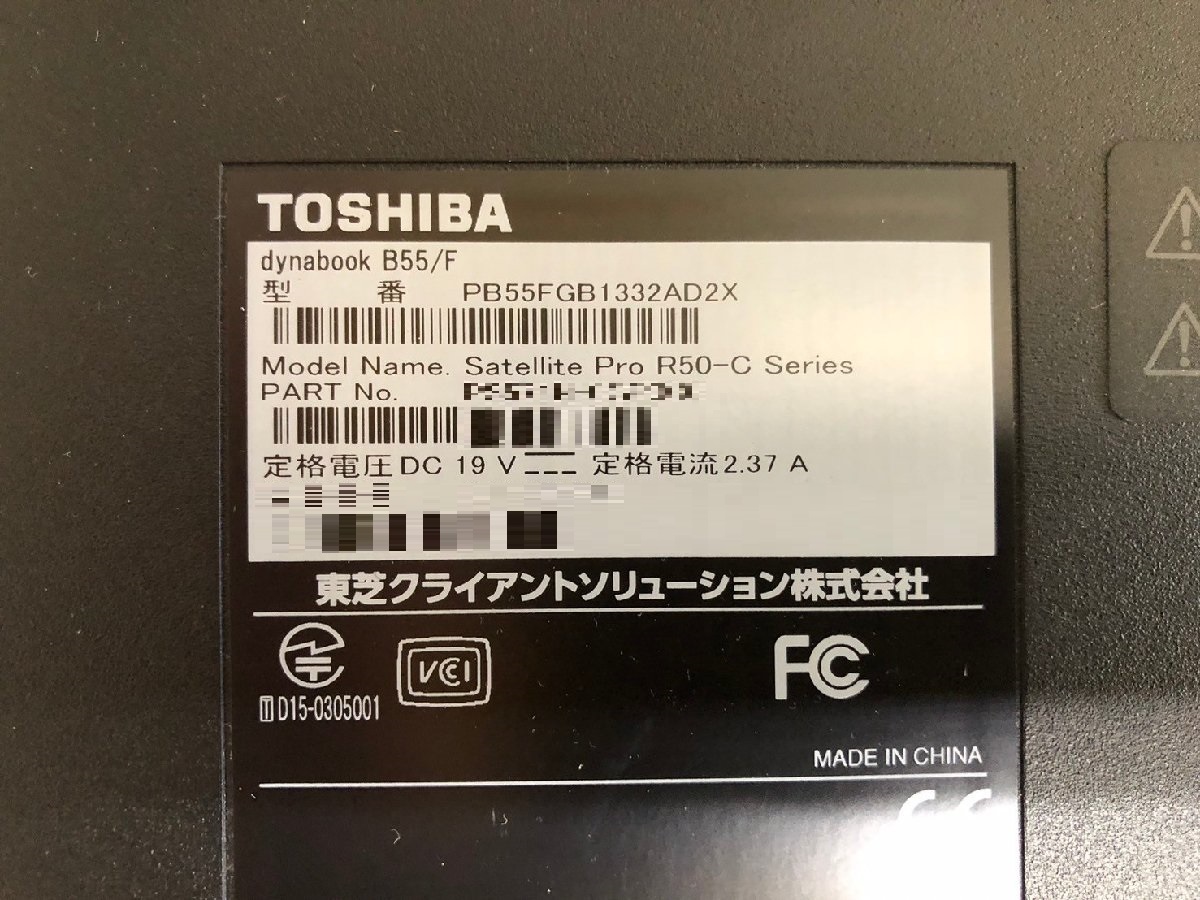 TOSHIBA
dynabook B55/F
型 番 PB55FGB1332AD2X
Model Name. Satellite Pro R50-C Series
PART No.
定格電圧 DC 19 V 定格電流 2.37 A
東芝クライアントソリューション株式会社
VCCI
FC
T D15-0305001
MADE IN CHINA